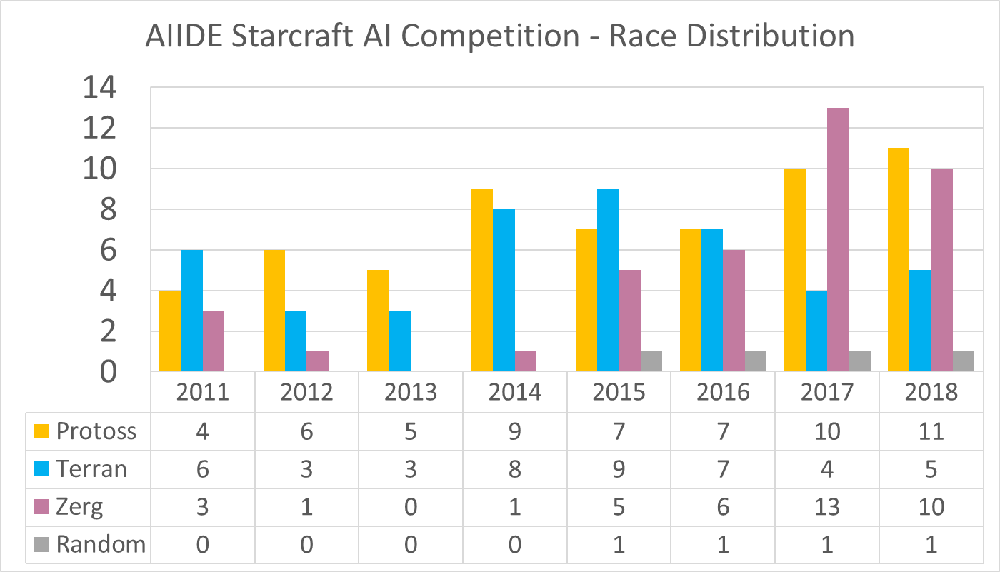 AIIDE Starcraft AI Competition - Race Distribution
14
12
10
8
6
4
2
0
2011 2012 2013 2014 2015 2016 2017 2018
Protoss 4 6 5 9 7 7 10 11
Terran 6 3 3 8 9 7 4 5
Zerg 3 1 0 1 5 6 13 10
Random 0 0 0 0 1 1 1 1